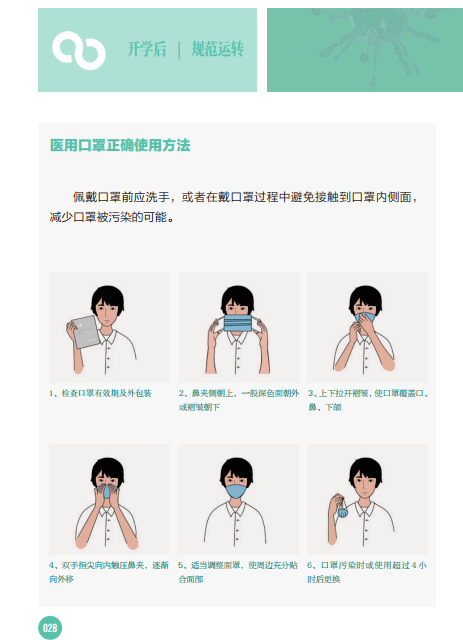 开学后 | 规范运转
医用口罩正确使用方法
佩戴口罩前应洗手，或者在戴口罩过程中避免接触到口罩内侧面，
减少口罩被污染的可能。
1、检查口罩有效期及外包装
2、鼻夹侧朝上，一般深色面朝外
或褶皱朝下
3、上下拉开褶皱，使口罩覆盖口、
鼻、下颌
4、双手指尖向内触压鼻夹，逐渐
向外移
5、适当调整面罩，使周边充分贴
合面部
6、口罩污染时或使用超过 4 小
时后更换
028